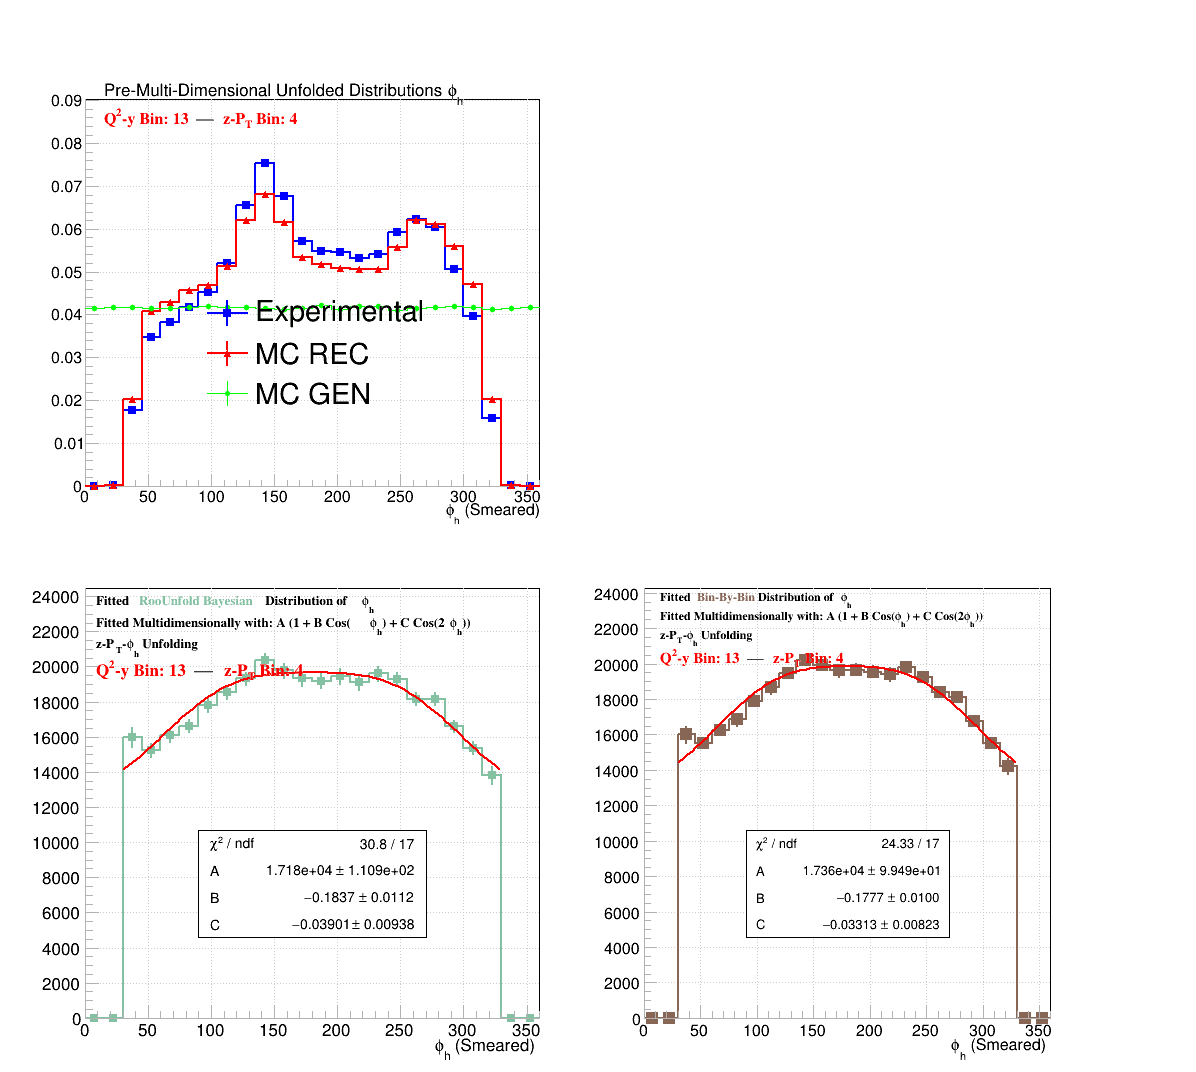 Pre-Multi-Dimensional Unfolded Distributions ϕh
Q2-y Bin: 13 — z-PT Bin: 4
0.09
0.08
0.07
0.06
0.05
0.04
0.03
0.02
0.01
0
Experimental
MC REC
MC GEN
0 50 100 150 200 250 300 350
ϕh (Smeared)
Fitted RooUnfold Bayesian Distribution of ϕh
Fitted Multidimensionally with: A (1 + B Cos( ϕh) + C Cos(2 ϕh))
z-PT-ϕh Unfolding
Q2-y Bin: 13 — z-PT Bin: 4
24000
22000
20000
18000
16000
14000
12000
10000
8000
6000
4000
2000
0
χ2 / ndf 30.8 / 17
A 1.718e+04 ± 1.109e+02
B −0.1837 ± 0.0112
C −0.03901 ± 0.00938
0 50 100 150 200 250 300 350
ϕh (Smeared)
Fitted Bin-By-Bin Distribution of ϕh
Fitted Multidimensionally with: A (1 + B Cos(ϕh) + C Cos(2ϕh))
z-PT-ϕh Unfolding
Q2-y Bin: 13 — z-PT Bin: 4
24000
22000
20000
18000
16000
14000
12000
10000
8000
6000
4000
2000
0
χ2 / ndf 24.33 / 17
A 1.736e+04 ± 9.949e+01
B −0.1777 ± 0.0100
C −0.03313 ± 0.00823
0 50 100 150 200 250 300 350
ϕh (Smeared)